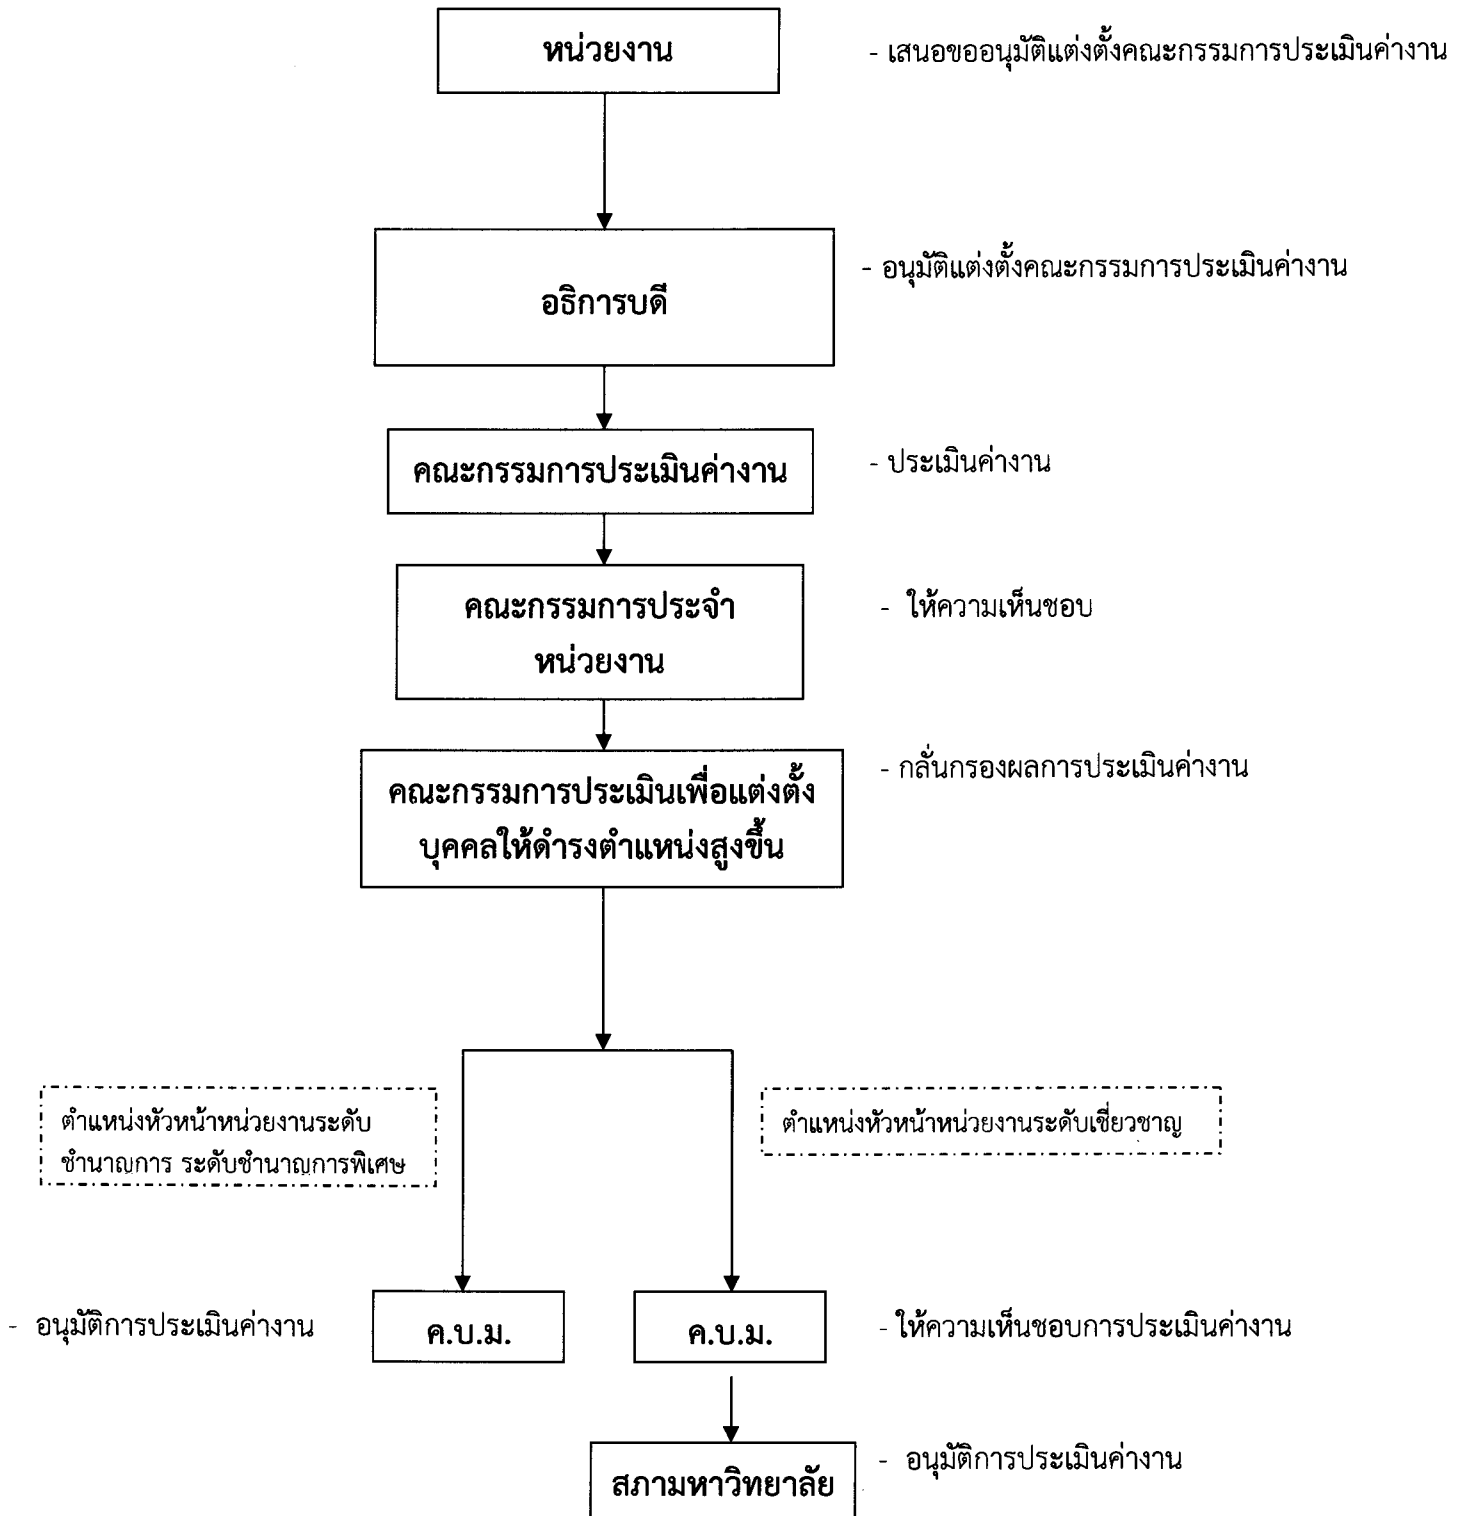 หน่วยงาน
- เสนอขออนุมัติแต่งตั้งคณะกรรมการประเมินค่างาน
อธิการบดี
- อนุมัติแต่งตั้งคณะกรรมการประเมินค่างาน
คณะกรรมการประเมินค่างาน
- ประเมินค่างาน
คณะกรรมการประจำ
หน่วยงาน
- ให้ความเห็นชอบ
คณะกรรมการประเมินเพื่อแต่งตั้ง
บุคคลให้ดำรงตำแหน่งสูงขึ้น
- กลั่นกรองผลการประเมินค่างาน
ตำแหน่งหัวหน้าหน่วยงานระดับ
ชำนาญการ ระดับชำนาญการพิเศษ
ตำแหน่งหัวหน้าหน่วยงานระดับเชี่ยวชาญ
- อนุมัติการประเมินค่างาน
ค.บ.ม.
ค.บ.ม.
- ให้ความเห็นชอบการประเมินค่างาน
สภามหาวิทยาลัย
- อนุมัติการประเมินค่างาน